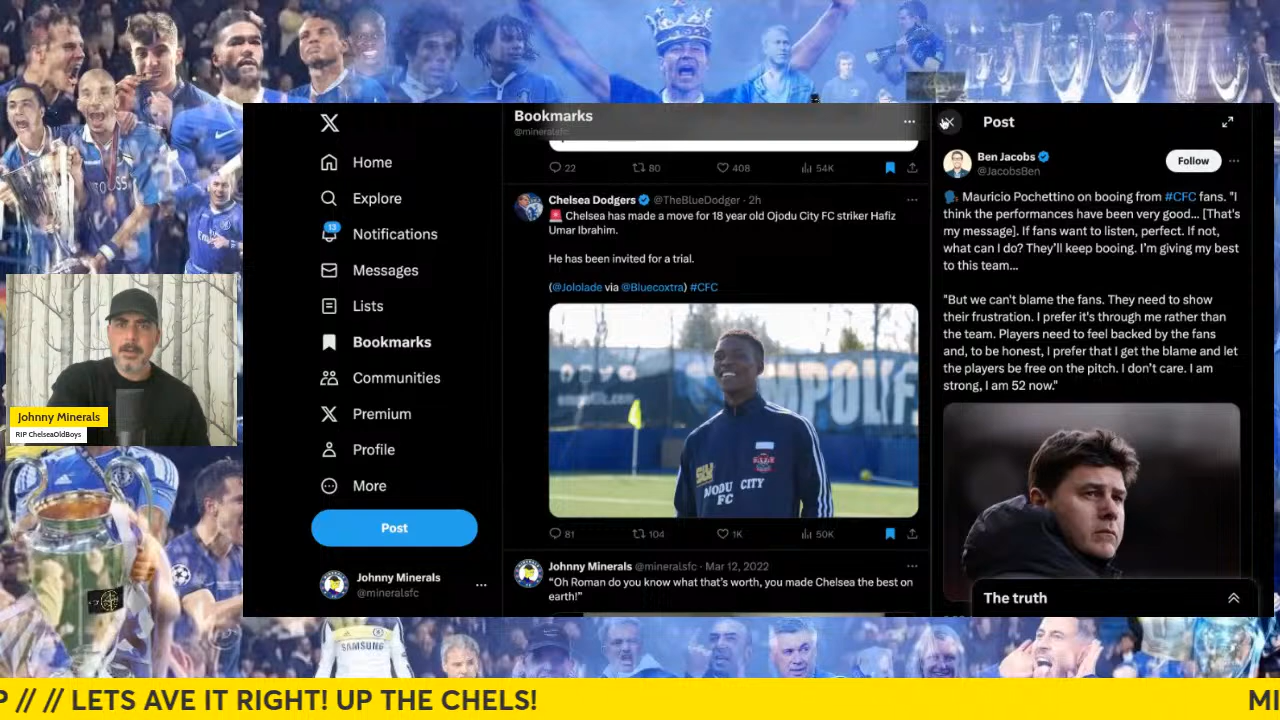 Home
Explore
13
Notifications
Messages
Lists
Bookmarks
Communities
Premium
Profile
More
Post
Johnny Minerals
@mineralsfc
Bookmarks
@mineralsfc
22 80 408 54K
Chelsea Dodgers @TheBlueDodger · 2h
🚨 Chelsea has made a move for 18 year old Ojodu City FC striker Hafiz
Umar Ibrahim.
He has been invited for a trial.
(@Jololade via @Bluecoxtra) #CFC
OJODU CITY
FC
81 104 1K 50K
Johnny Minerals @mineralsfc · Mar 12, 2022
“Oh Roman do you know what that’s worth, you made Chelsea the best on
earth!”
Post
Ben Jacobs
@JacobsBen
Follow
🗣 Mauricio Pochettino on booing from #CFC fans. "I
think the performances have been very good... [That's
my message]. If fans want to listen, perfect. If not,
what can I do? They’ll keep booing. I’m giving my best
to this team...
"But we can't blame the fans. They need to show
their frustration. I prefer it's through me rather than
the team. Players need to feel backed by the fans
and, to be honest, I prefer that I get the blame and let
the players be free on the pitch. I don’t care. I am
strong, I am 52 now."
The truth
Johnny Minerals
RIP ChelseaOldBoys
SAMSUNG
P // // LETS AVE IT RIGHT! UP THE CHELS!
MI